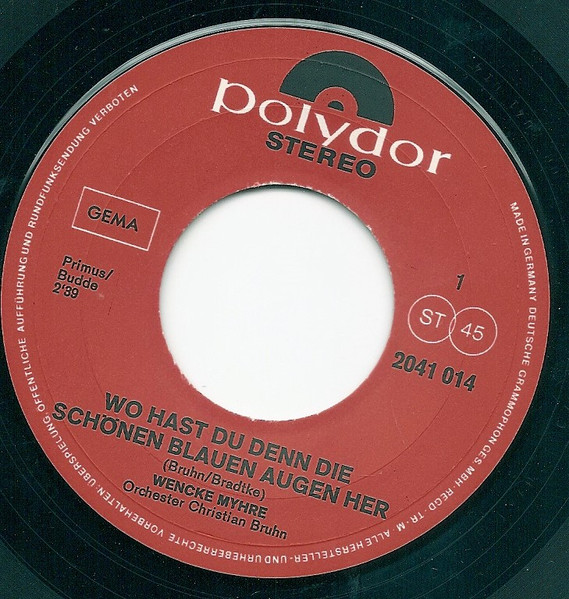 polydor
STEREO
GEMA
Primus/
Budde
2'89
1
ST 45
2041 014
WO HAST DU DENN DIE
SCHÖNEN BLAUEN AUGEN HER
(Bruhn/Bradtke)
WENCKE MYHRE
Orchester Christian Bruhn
MADE IN GERMANY DEUTSCHE GRAMMOPHON GES MBH REGD. TR. M. ALLE HERSTELLER- UND URHEBERRECHTE VORBEHALTEN; ÜBERSPIELUNG, ÖFFENTLICHE AUFFÜHRUNG UND RUNDFUNKSENDUNG VERBOTEN